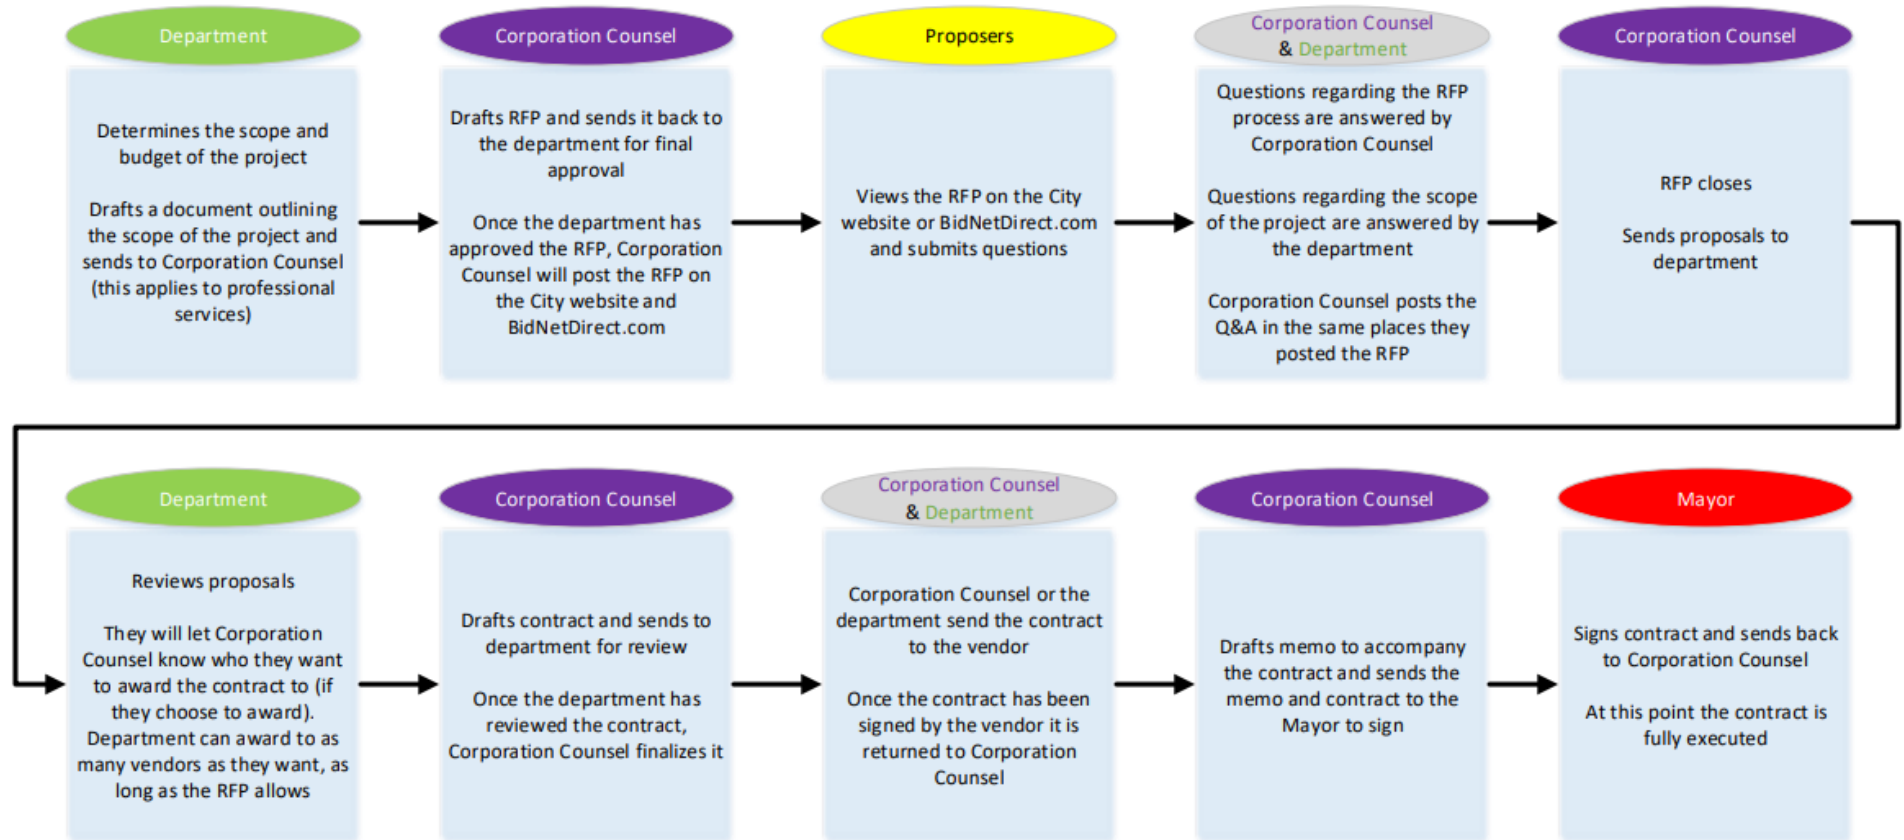 Department
Determines the scope and
budget of the project
Drafts a document outlining
the scope of the project and
sends to Corporation Counsel
(this applies to professional
services)
Corporation Counsel
Drafts RFP and sends it back to
the department for final
approval
Once the department has
approved the RFP, Corporation
Counsel will post the RFP on
the City website and
BidNetDirect.com
Proposers
Views the RFP on the City
website or BidNetDirect.com
and submits questions
Corporation Counsel
& Department
Questions regarding the RFP
process are answered by
Corporation Counsel
Questions regarding the scope
of the project are answered by
the department
Corporation Counsel posts the
Q&A in the same places they
posted the RFP
Corporation Counsel
RFP closes
Sends proposals to
department
Department
Reviews proposals
They will let Corporation
Counsel know who they want
to award the contract to (if
they choose to award).
Department can award to as
many vendors as they want, as
long as the RFP allows
Corporation Counsel
Drafts contract and sends to
department for review
Once the department has
reviewed the contract,
Corporation Counsel finalizes it
Corporation Counsel
& Department
Corporation Counsel or the
department send the contract
to the vendor
Once the contract has been
signed by the vendor it is
returned to Corporation
Counsel
Corporation Counsel
Drafts memo to accompany
the contract and sends the
memo and contract to the
Mayor to sign
Mayor
Signs contract and sends back
to Corporation Counsel
At this point the contract is
fully executed